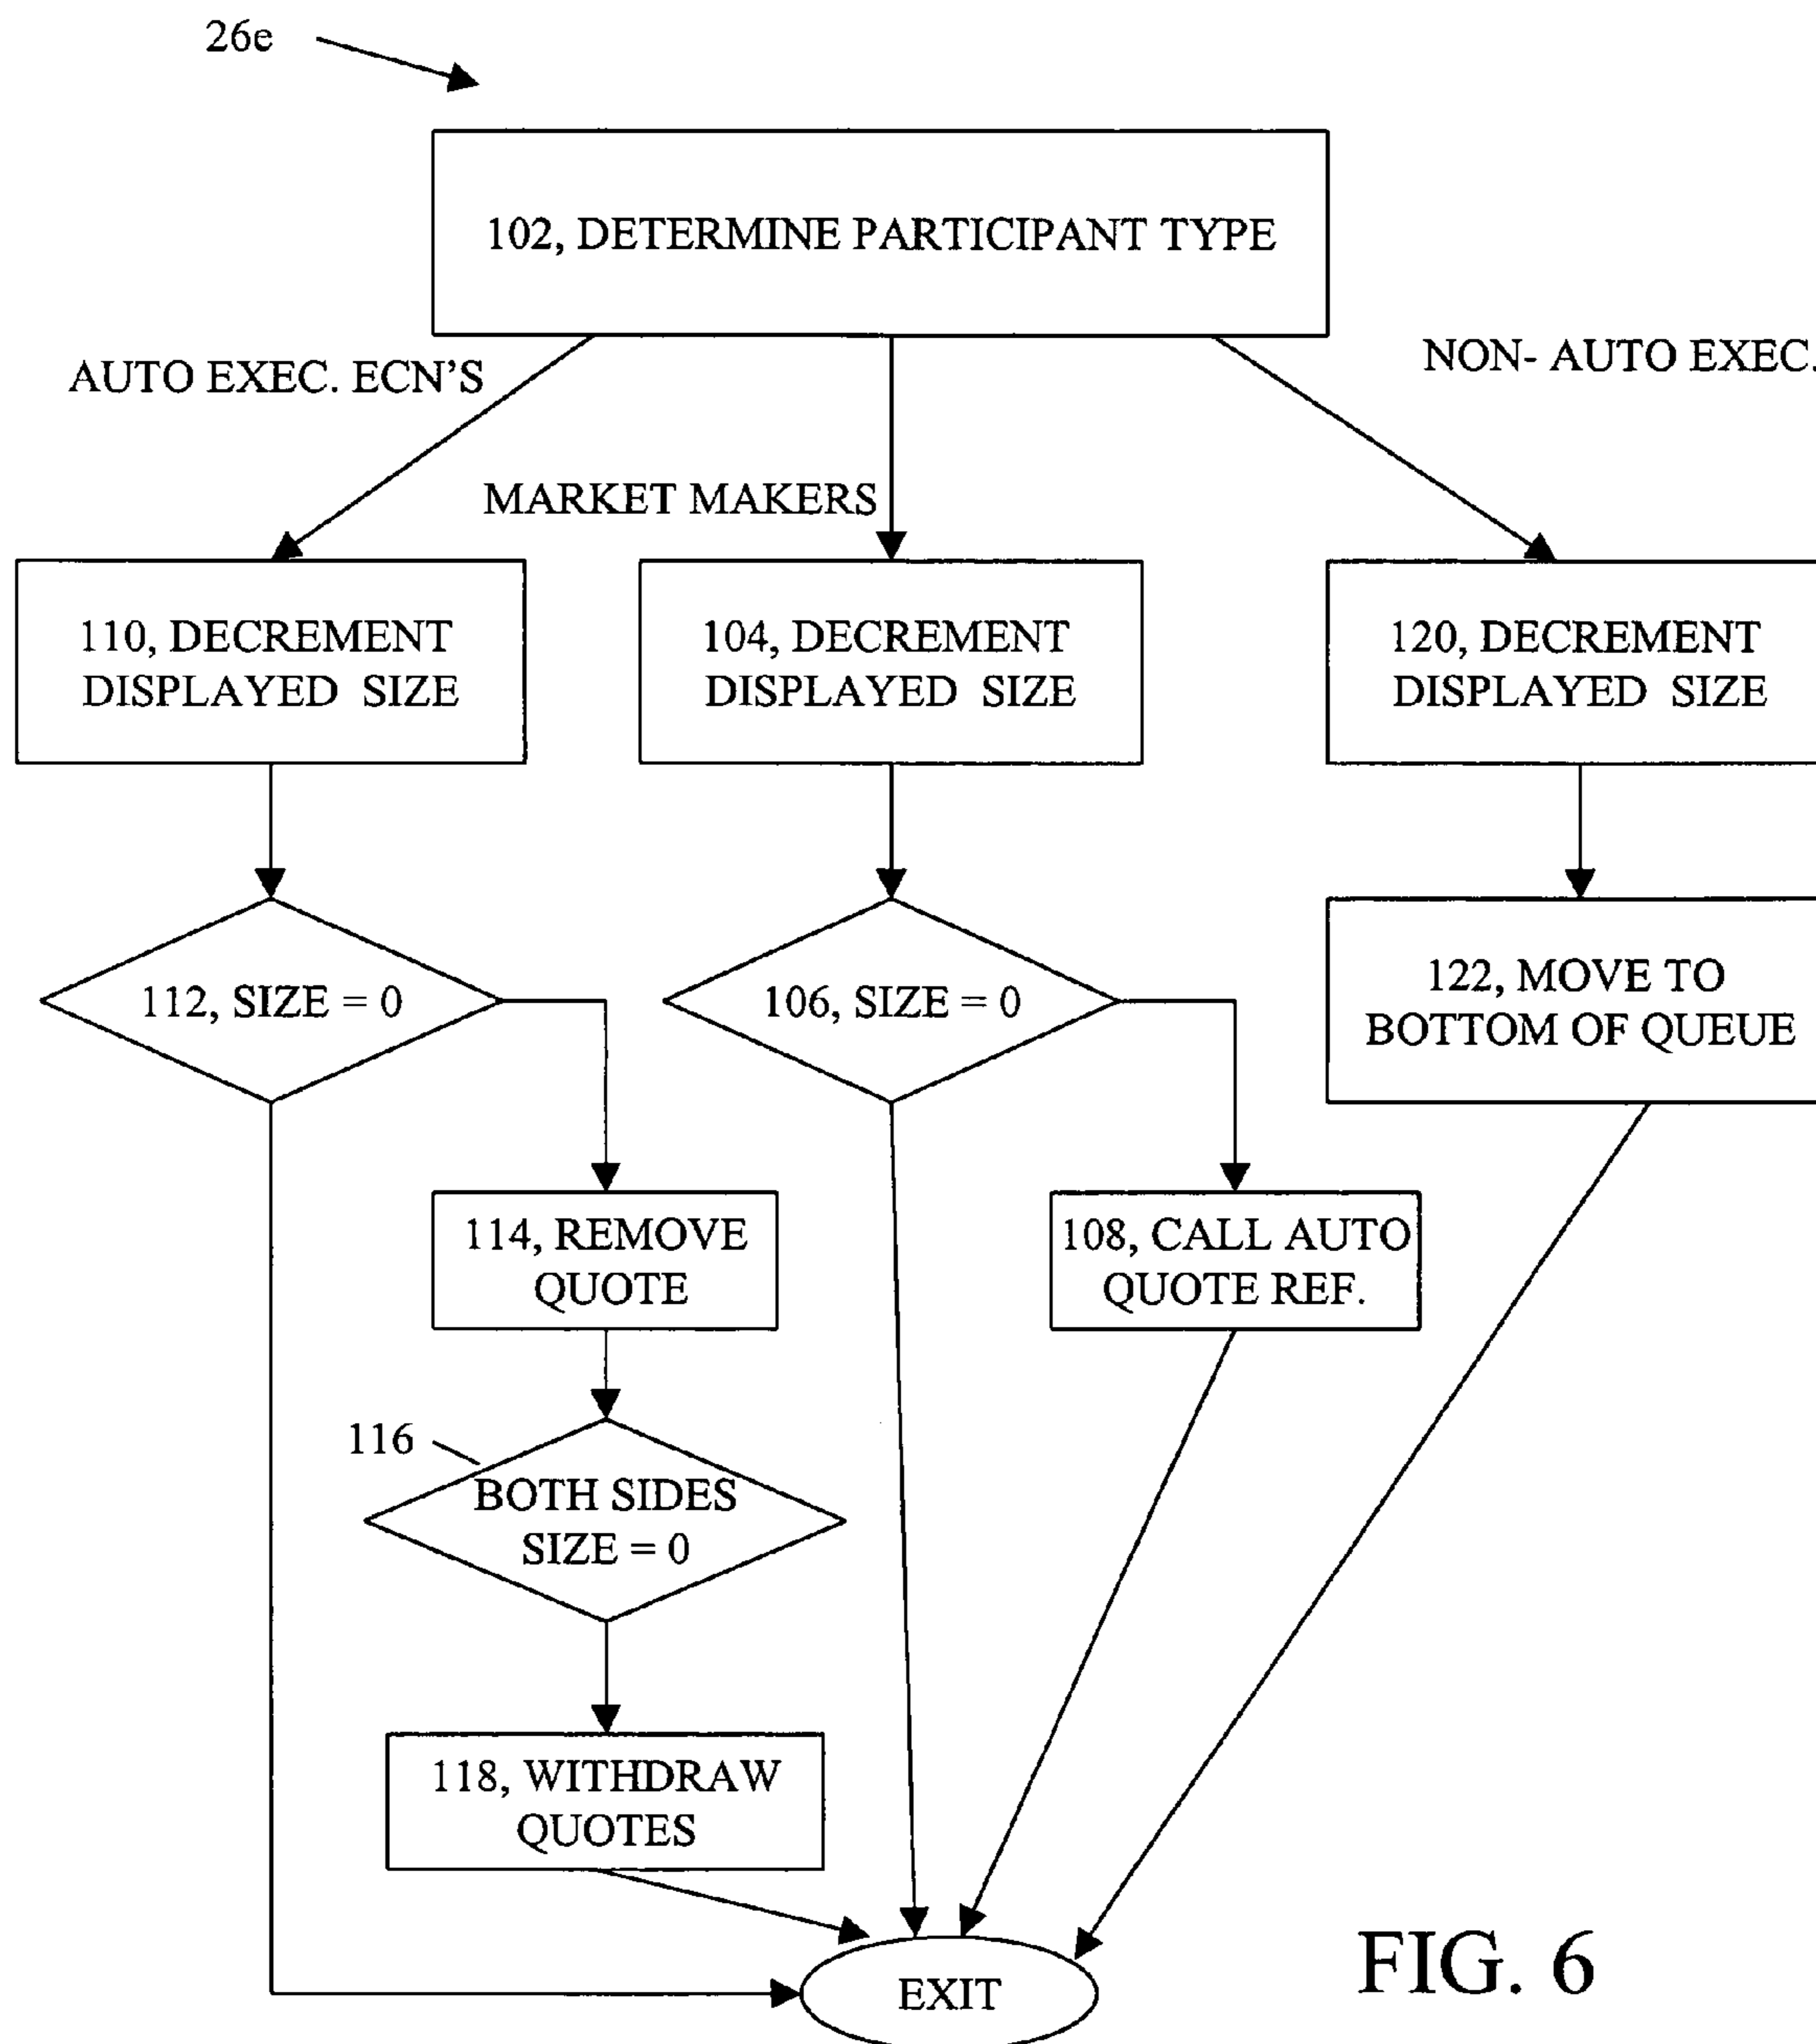 26e
102, DETERMINE PARTICIPANT TYPE
AUTO EXEC. ECN'S
NON- AUTO EXEC.
MARKET MAKERS
110, DECREMENT
DISPLAYED SIZE
104, DECREMENT
DISPLAYED SIZE
120, DECREMENT
DISPLAYED SIZE
112, SIZE = 0
106, SIZE = 0
122, MOVE TO
BOTTOM OF QUEUE
114, REMOVE
QUOTE
108, CALL AUTO
QUOTE REF.
116
BOTH SIDES
SIZE = 0
118, WITHDRAW
QUOTES
EXIT
FIG. 6